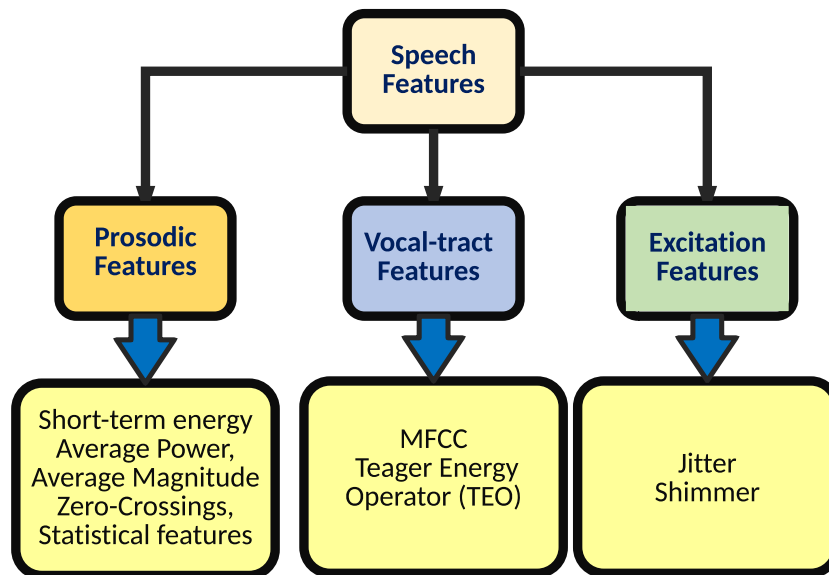 Speech
Features
Prosodic
Features
Vocal-tract
Features
Excitation
Features
Short-term energy
Average Power,
Average Magnitude
Zero-Crossings,
Statistical features
MFCC
Teager Energy
Operator (TEO)
Jitter
Shimmer